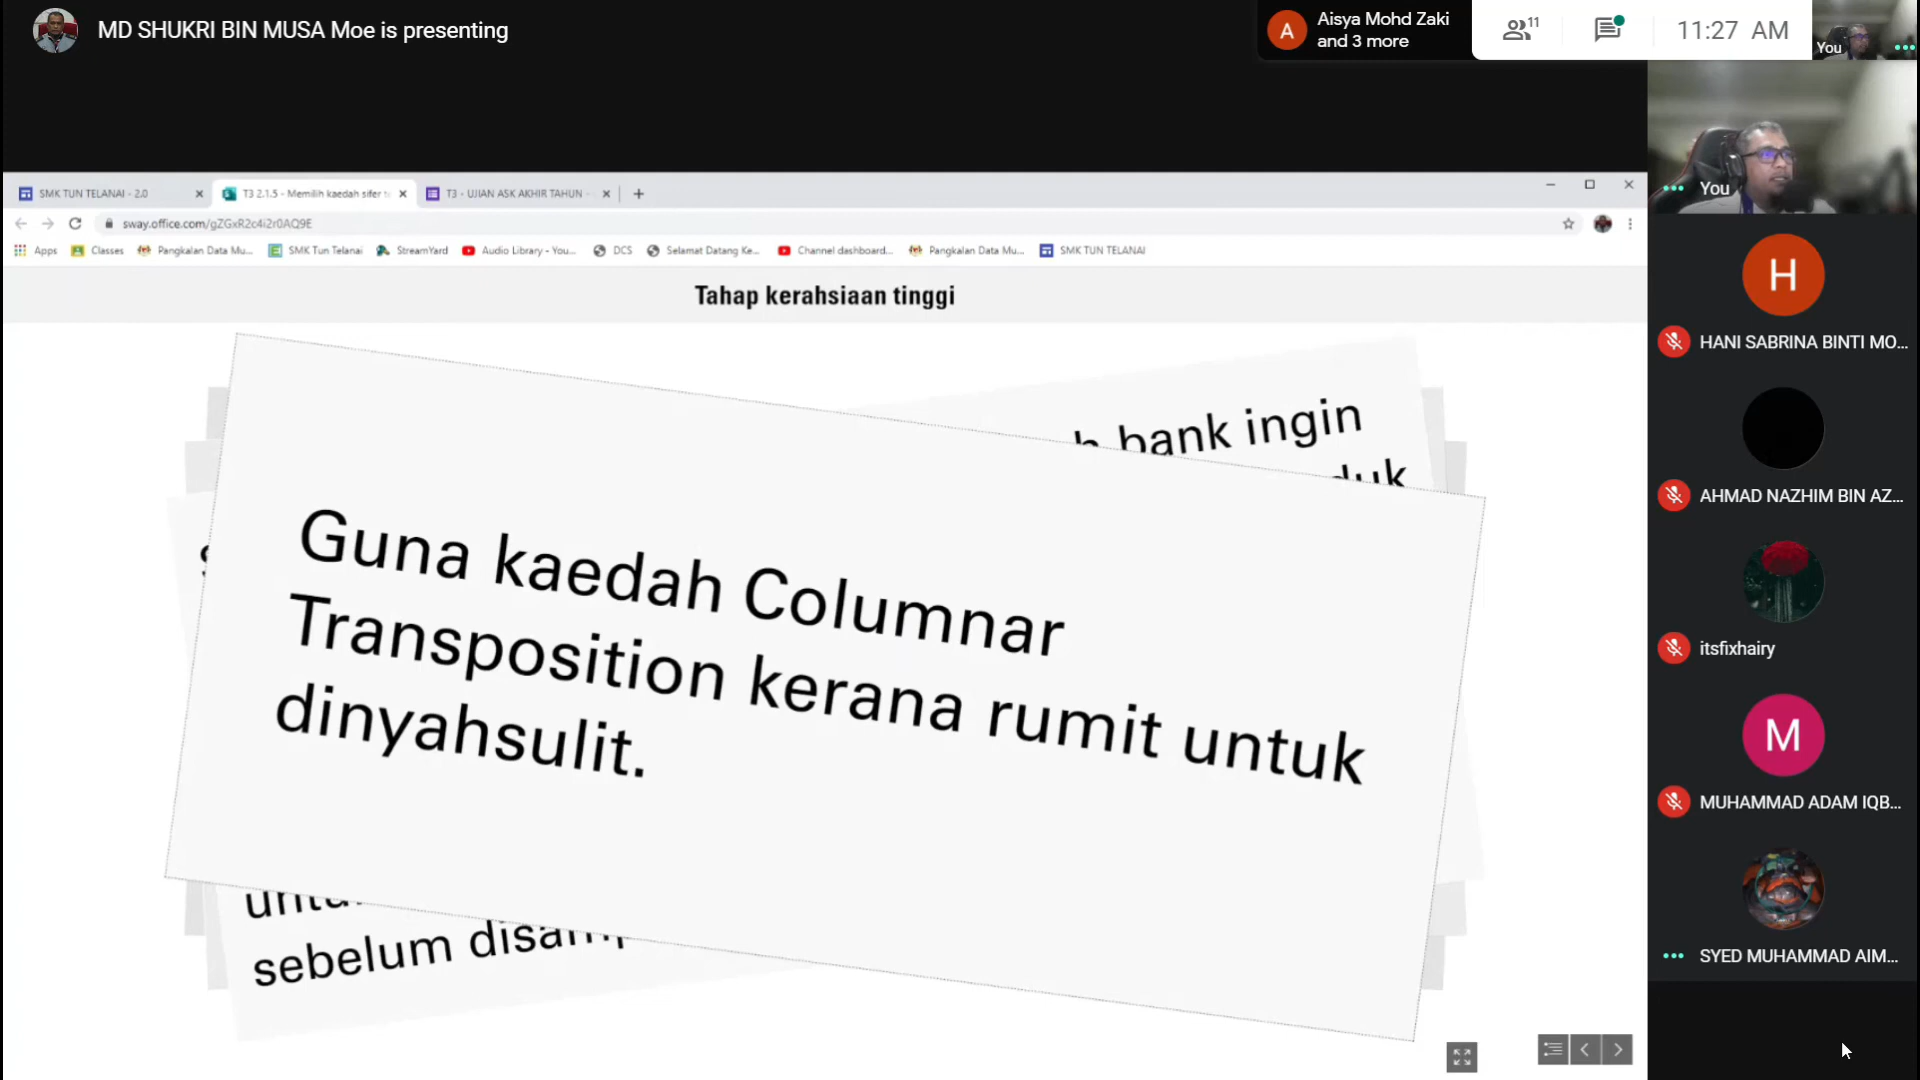 MD SHUKRI BIN MUSA Moe is presenting
A
Aisya Mohd Zaki
and 3 more
11
11:27 AM
You
SMK TUN TELANAI - 2.0
T3 2.1.5 - Memilih kaedah sifer te
T3 - UJIAN ASK AKHIR TAHUN -
sway.office.com/gZGxR2c4i2r0AQ9E
Apps
Classes
Pangkalan Data Mu...
SMK Tun Telanai
StreamYard
Audio Library - You...
DCS
Selamat Datang Ke...
Channel dashboard...
Pangkalan Data Mu...
SMK TUN TELANAI
Tahap kerahsiaan tinggi
bank ingin
Guna kaedah Columnar
Transposition kerana rumit untuk
dinyahsulit.
sebelum
You
H
HANI SABRINA BINTI MO...
AHMAD NAZHIM BIN AZ...
itsfixhairy
M
MUHAMMAD ADAM IQB...
SYED MUHAMMAD AIM...